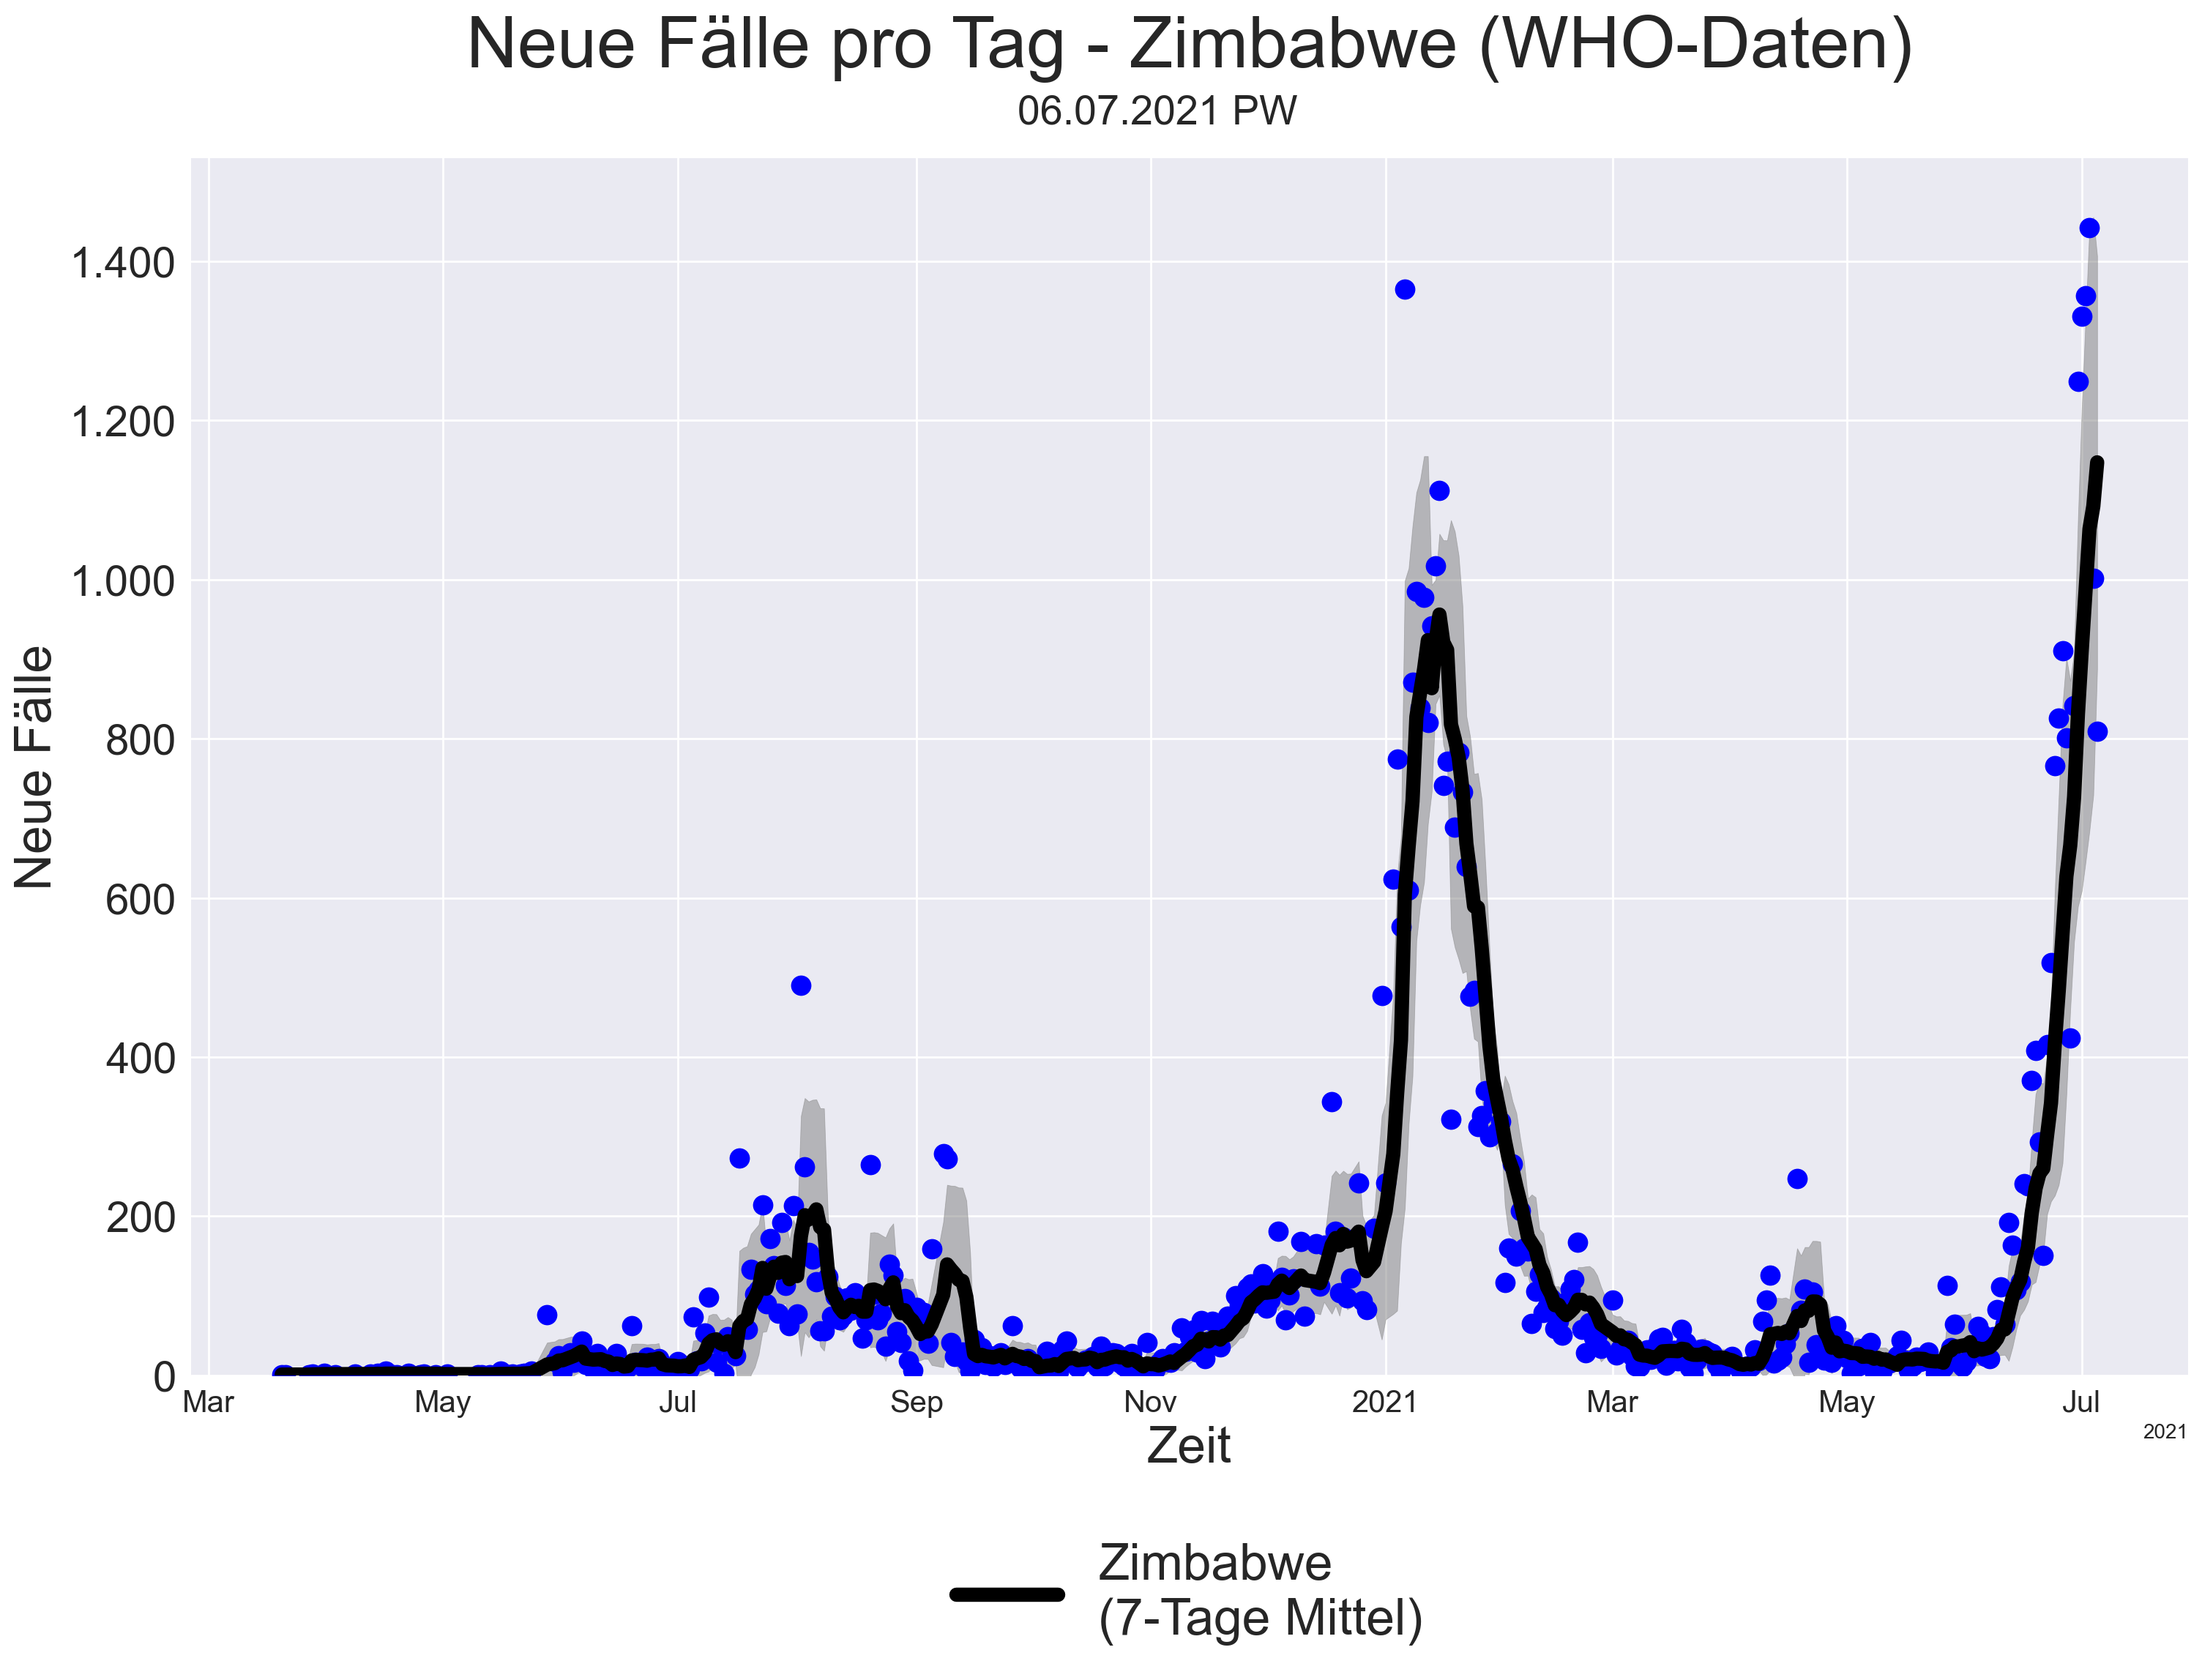 Neue Fälle pro Tag - Zimbabwe (WHO-Daten)
06.07.2021 PW
Neue Fälle
1.400
1.200
1.000
800
600
400
200
0
Mar May Jul Sep Nov 2021 Mar May Jul
2021
Zeit
Zimbabwe
(7-Tage Mittel)